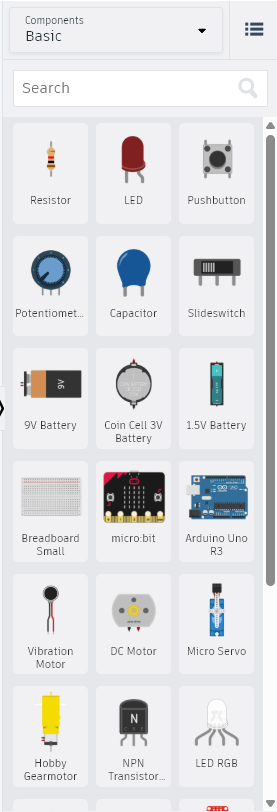 Components
Basic
Search
Resistor
LED
Pushbutton
Potentiomet...
Capacitor
Slideswitch
9V
9V Battery
Coin Cell 3V
Battery
1.5V Battery
Breadboard
Small
micro:bit
Arduino Uno
R3
Vibration
Motor
DC Motor
Micro Servo
Hobby
Gearmotor
N
NPN
Transistor...
LED RGB